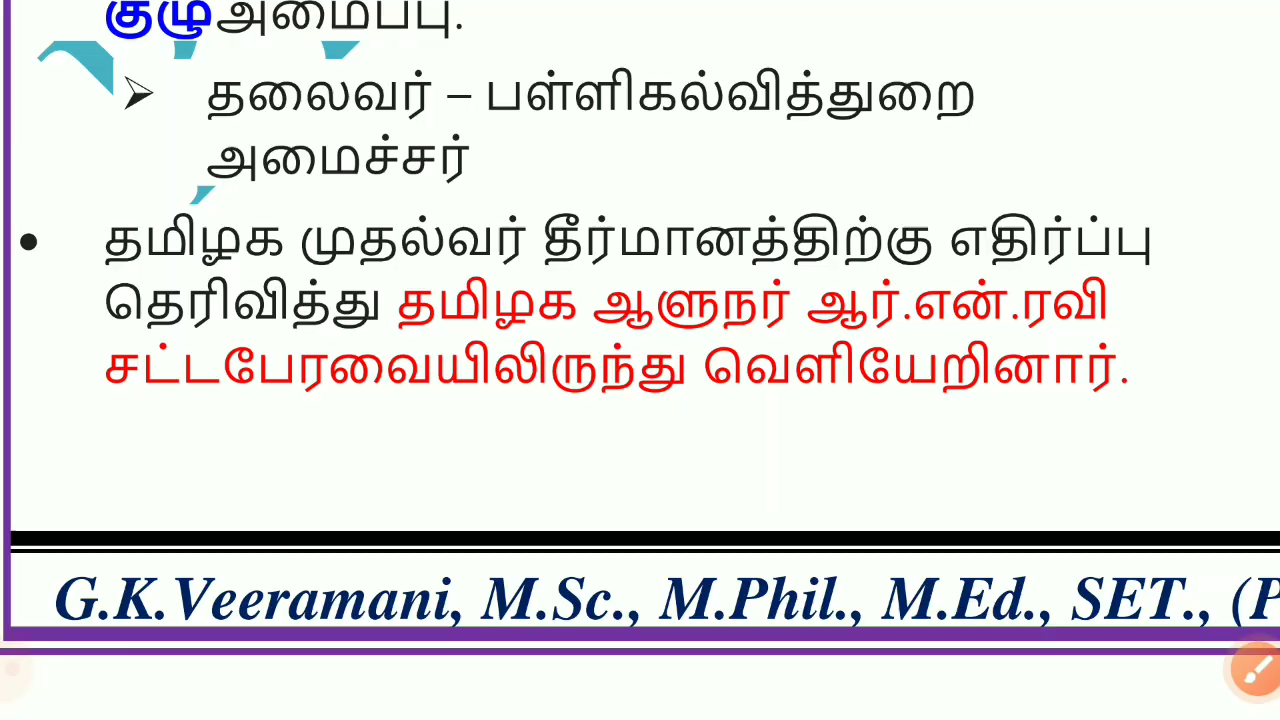 குழு அமைப்பு.
➢ தலைவர் – பள்ளிகல்வித்துறை
அமைச்சர்
• தமிழக முதல்வர் தீர்மானத்திற்கு எதிர்ப்பு
தெரிவித்து தமிழக ஆளுநர் ஆர்.என்.ரவி
சட்டபேரவையிலிருந்து வெளியேறினார்.
G.K.Veeramani, M.Sc., M.Phil., M.Ed., SET., (P